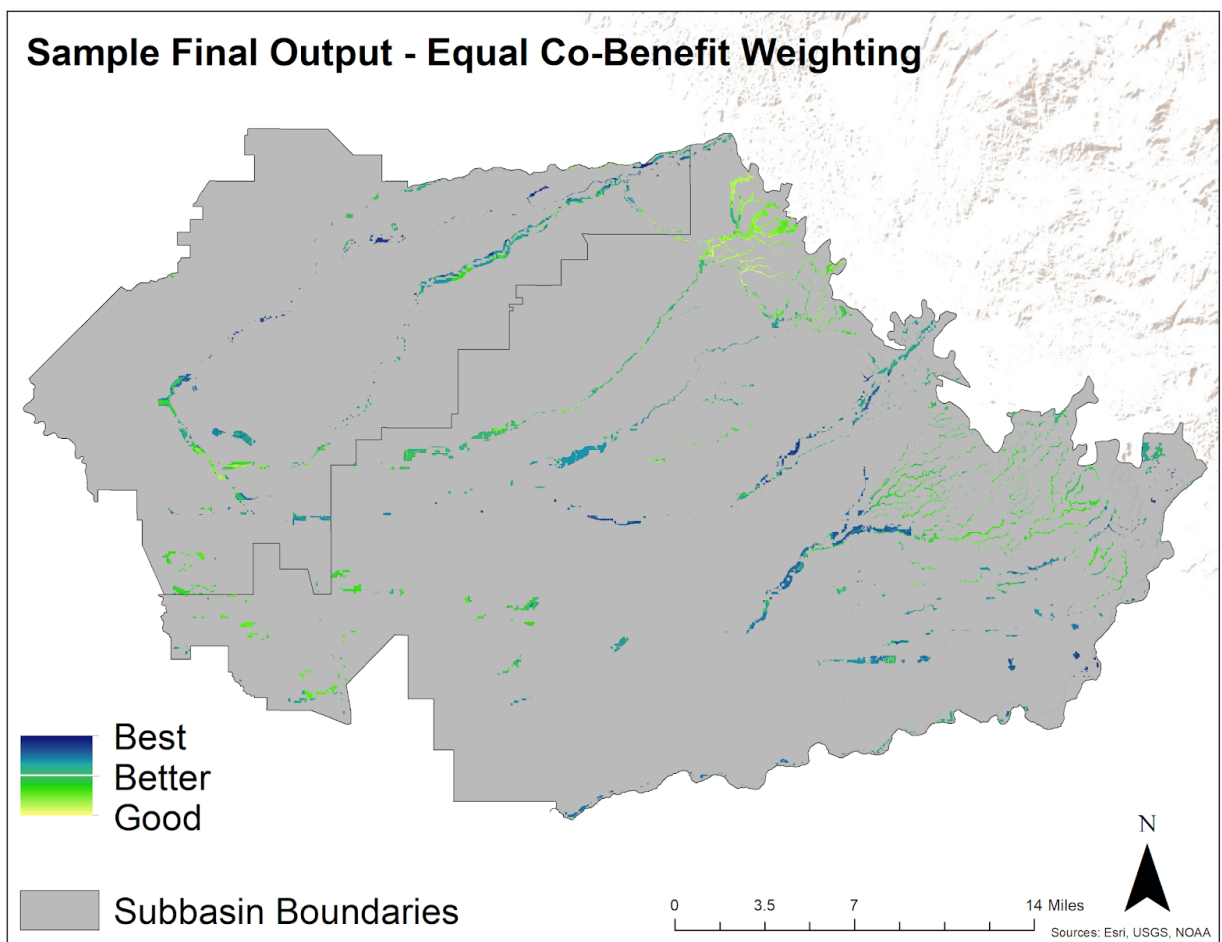 Sample Final Output - Equal Co-Benefit Weighting
Best
Better
Good
Subbasin Boundaries
N
0 3.5 7 14 Miles
Sources: Esri, USGS, NOAA